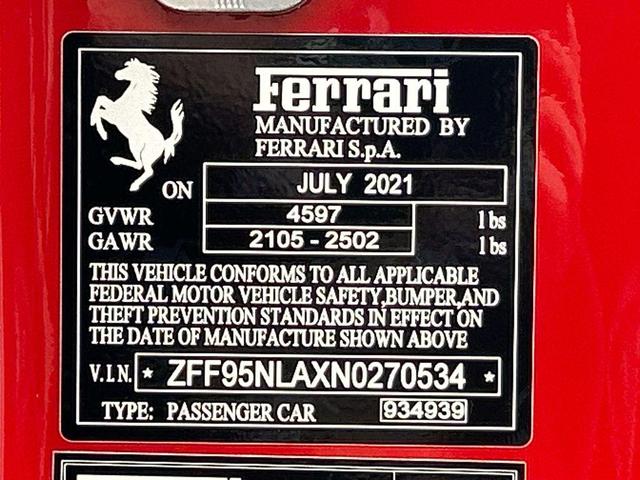 Ferrari
MANUFACTURED BY
FERRARI S.p.A.
ON JULY 2021
GVWR 4597 lbs
GAWR 2105 - 2502 lbs
THIS VEHICLE CONFORMS TO ALL APPLICABLE
FEDERAL MOTOR VEHICLE SAFETY,BUMPER,AND
THEFT PREVENTION STANDARDS IN EFFECT ON
THE DATE OF MANUFACTURE SHOWN ABOVE
V.I.N. * ZFF95NLAXN0270534 *
TYPE: PASSENGER CAR 934939